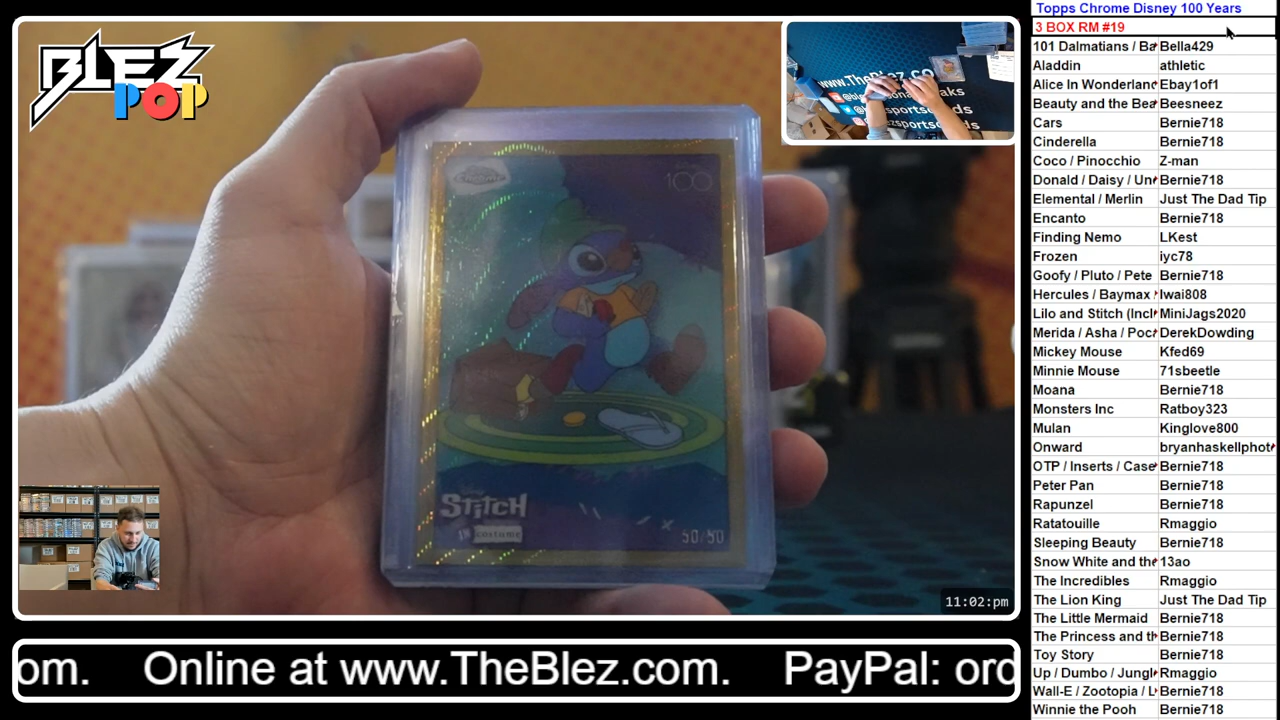 BLEZ
POP
100
STITCH
costume
50/50
11:02:pm
www.TheBlez.co
om. Online at www.TheBlez.com. PayPal: ord
Topps Chrome Disney 100 Years
3 BOX RM #19
101 Dalmatians / Ba Bella429
Aladdin athletic
Alice In Wonderland Ebay1of1
Beauty and the Bea Beesneez
Cars Bernie718
Cinderella Bernie718
Coco / Pinocchio Z-man
Donald / Daisy / Un Bernie718
Elemental / Merlin Just The Dad Tip
Encanto Bernie718
Finding Nemo LKest
Frozen iyc78
Goofy / Pluto / Pete Bernie718
Hercules / Baymax Iwai808
Lilo and Stitch (Incl MiniJags2020
Merida / Asha / Poc DerekDowding
Mickey Mouse Kfed69
Minnie Mouse 71sbeetle
Moana Bernie718
Monsters Inc Ratboy323
Mulan Kinglove800
Onward bryanhaskellphot
OTP / Inserts / Case Bernie718
Peter Pan Bernie718
Rapunzel Bernie718
Ratatouille Rmaggio
Sleeping Beauty Bernie718
Snow White and the 13ao
The Incredibles Rmaggio
The Lion King Just The Dad Tip
The Little Mermaid Bernie718
The Princess and th Bernie718
Toy Story Bernie718
Up / Dumbo / Jungl Rmaggio
Wall-E / Zootopia / L Bernie718
Winnie the Pooh Bernie718